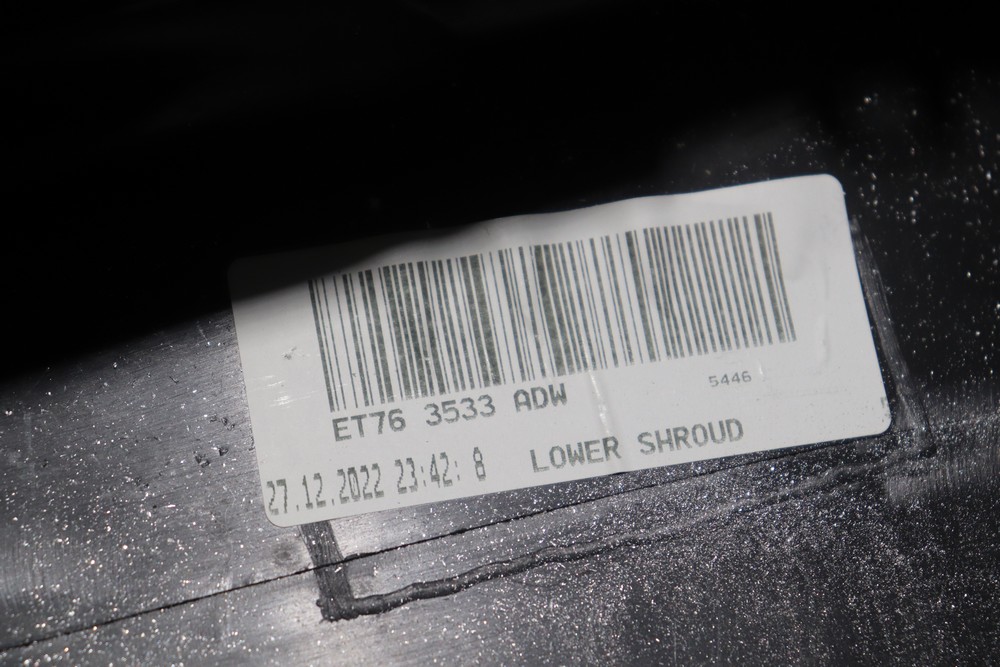 5446
ET76 3533 ADW
27.12.2022 23:42: 8 LOWER SHROUD